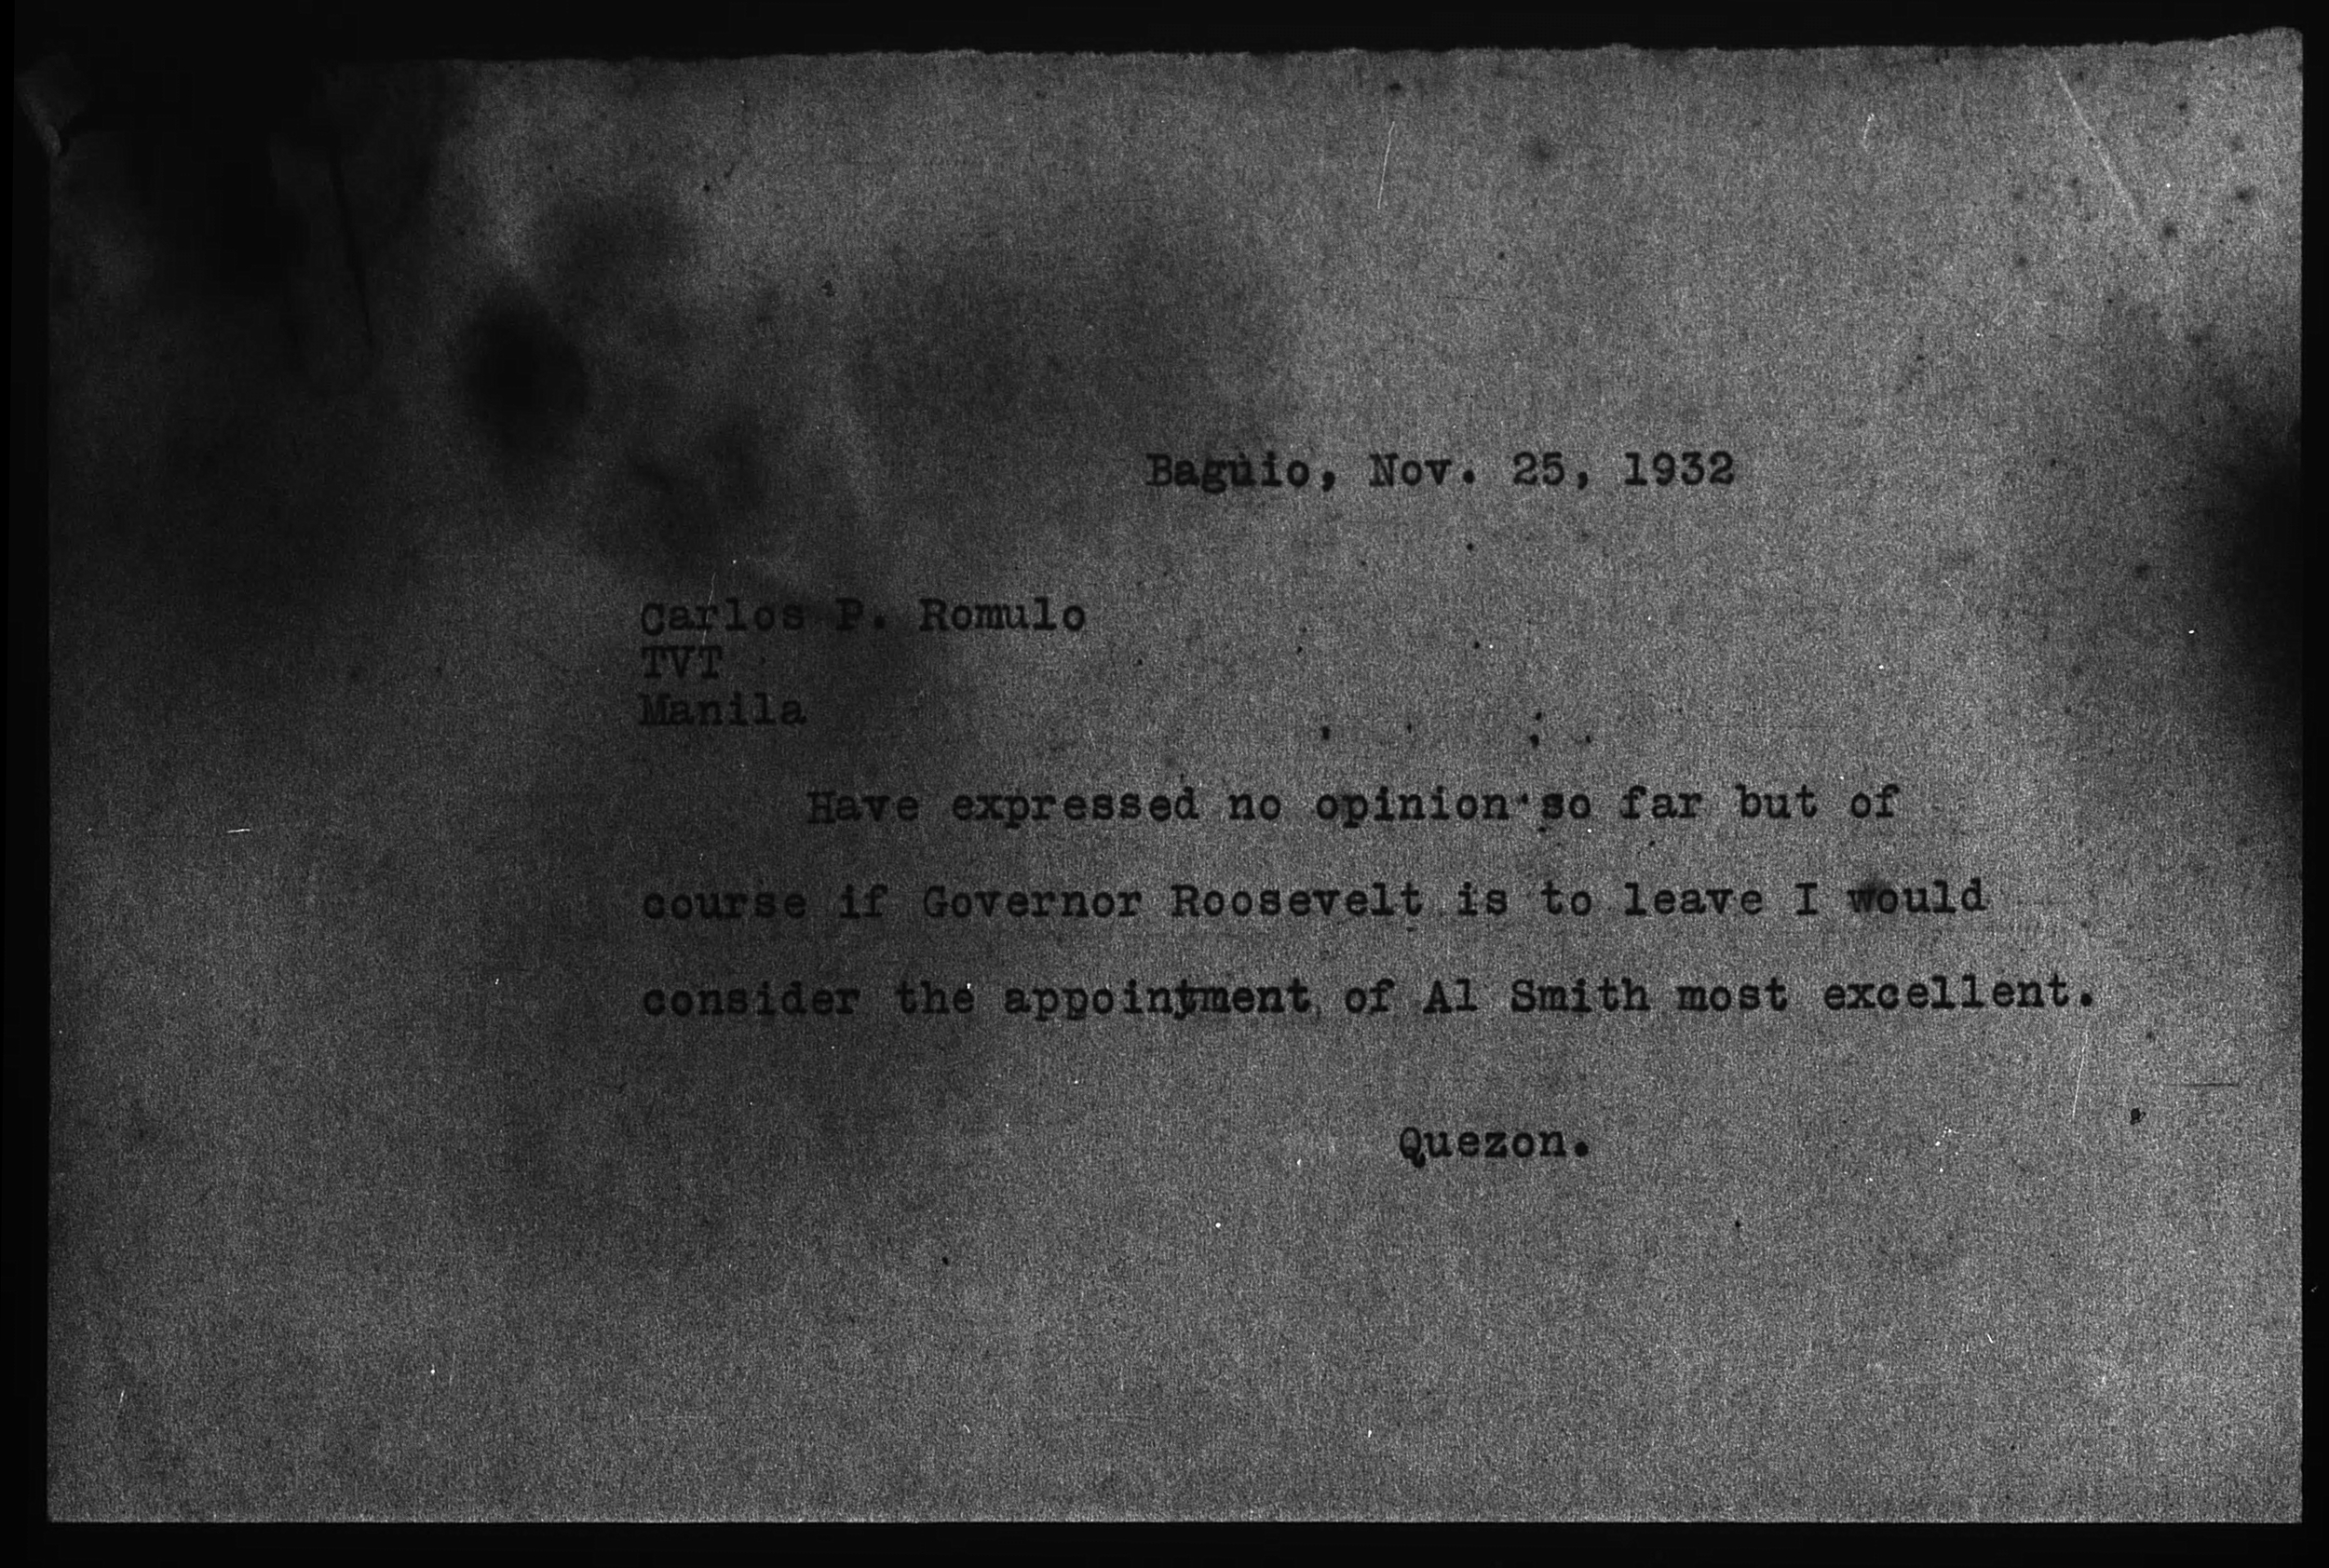 Baguio, Nov. 25, 1932
Carlos P. Romulo
TVT
Manila
Have expressed no opinion so far but of
course if Governor Roosevelt is to leave I would
consider the appointment of Al Smith most excellent.
Quezon.